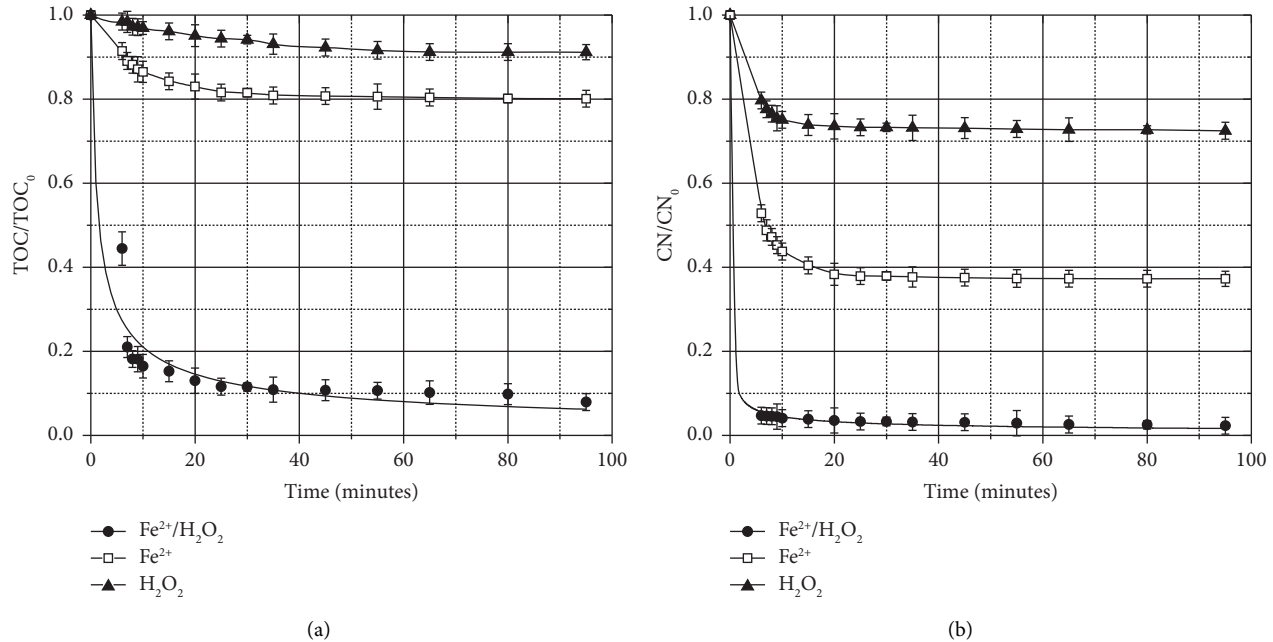 TOC/TOC₀
1.0
0.8
0.6
0.4
0.2
0.0
0 20 40 60 80 100
Time (minutes)
Fe²⁺/H₂O₂
Fe²⁺
H₂O₂
(a)
CN/CN₀
1.0
0.8
0.6
0.4
0.2
0.0
0 20 40 60 80 100
Time (minutes)
Fe²⁺/H₂O₂
Fe²⁺
H₂O₂
(b)